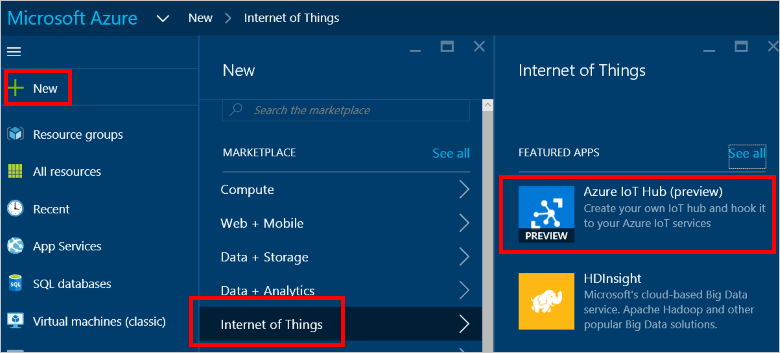 Microsoft Azure New > Internet of Things
New
Resource groups
All resources
Recent
App Services
SQL databases
Virtual machines (classic)
New
Search the marketplace
MARKETPLACE See all
Compute
Web + Mobile
Data + Storage
Data + Analytics
Internet of Things
Internet of Things
FEATURED APPS See all
PREVIEW
Azure IoT Hub (preview)
Create your own IoT hub and hook it
to your Azure IoT services
HDInsight
Microsoft's cloud-based Big Data
service. Apache Hadoop and other
popular Big Data solutions.